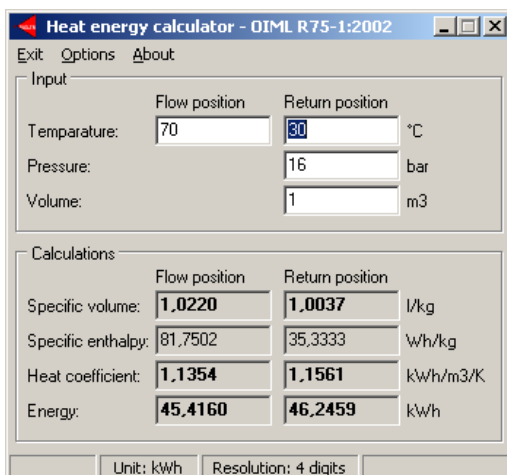 Heat energy calculator - OIML R75-1:2002
Exit Options About
Input
Flow position Return position
Temparature: 70 30 °C
Pressure: 16 bar
Volume: 1 m3
Calculations
Flow position Return position
Specific volume: 1,0220 1,0037 l/kg
Specific enthalpy: 81,7502 35,3333 Wh/kg
Heat coefficient: 1,1354 1,1561 kWh/m3/K
Energy: 45,4160 46,2459 kWh
Unit: kWh Resolution: 4 digits